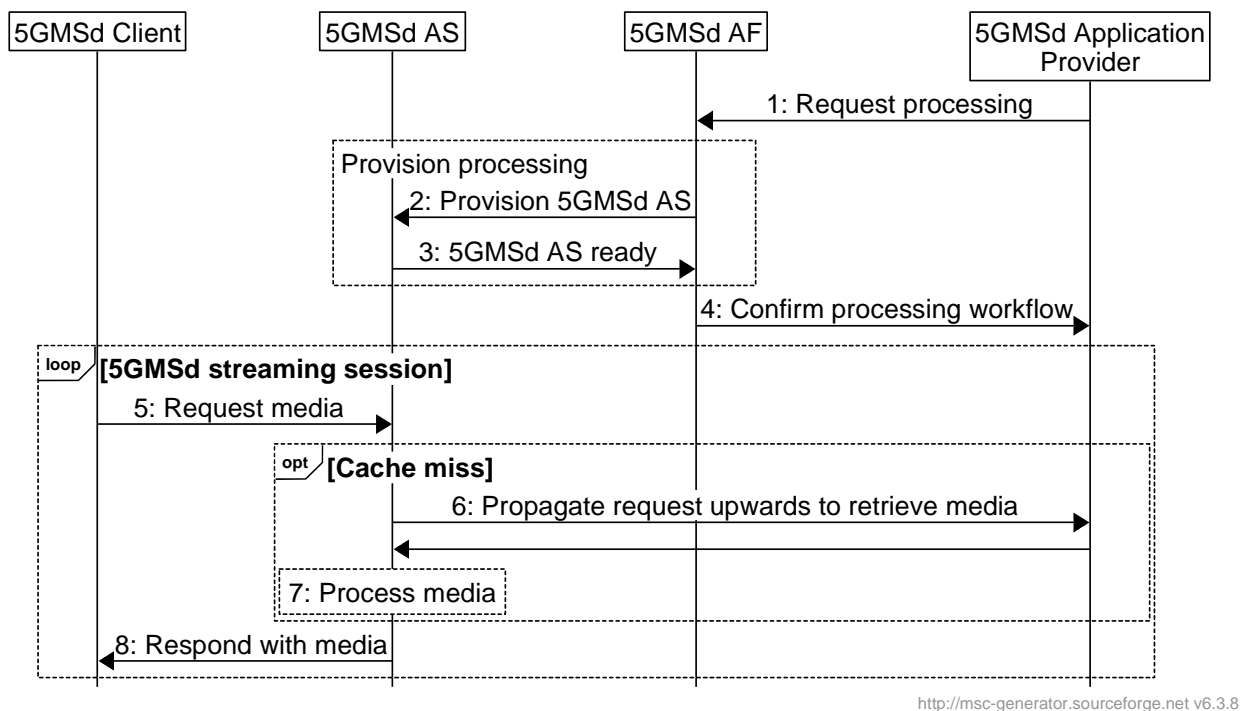 5GMSd Client
5GMSd AS
5GMSd AF
5GMSd Application
Provider
1: Request processing
Provision processing
2: Provision 5GMSd AS
3: 5GMSd AS ready
4: Confirm processing workflow
loop
[5GMSd streaming session]
5: Request media
opt
[Cache miss]
6: Propagate request upwards to retrieve media
7: Process media
8: Respond with media
http://msc-generator.sourceforge.net v6.3.8